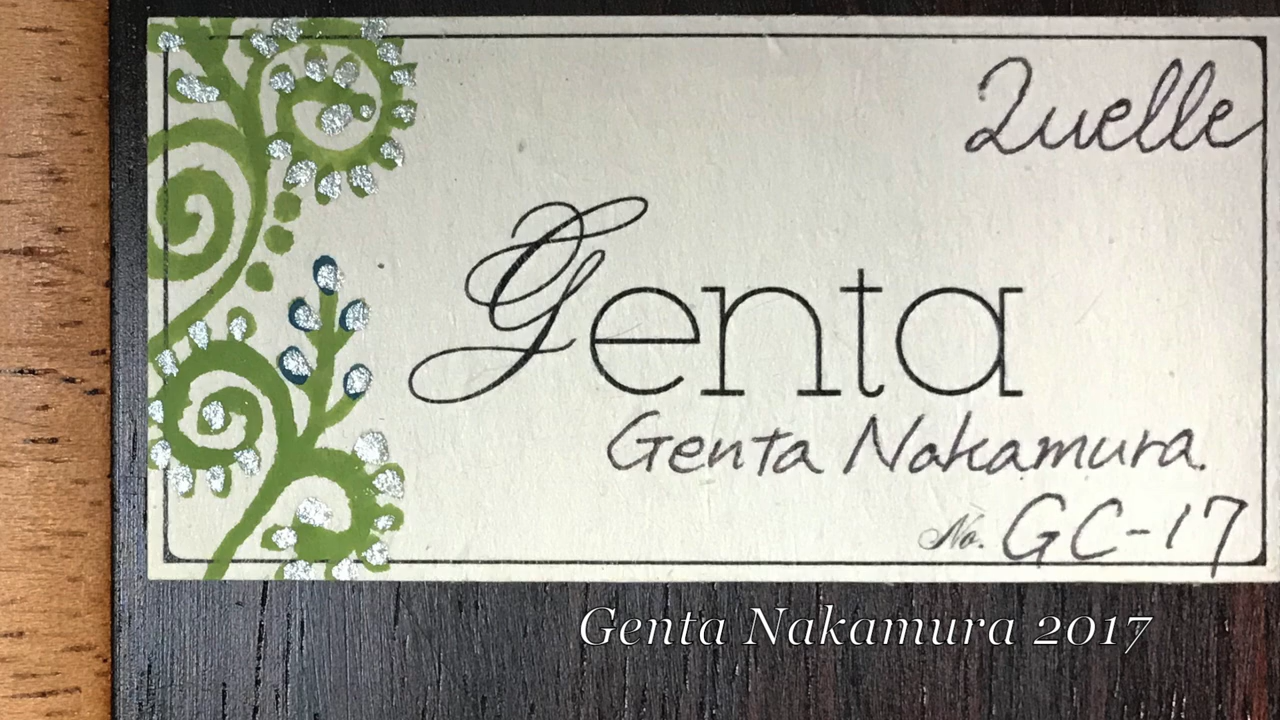 Quelle
Genta
Genta Nakamura.
No. GC-17
Genta Nakamura 2017